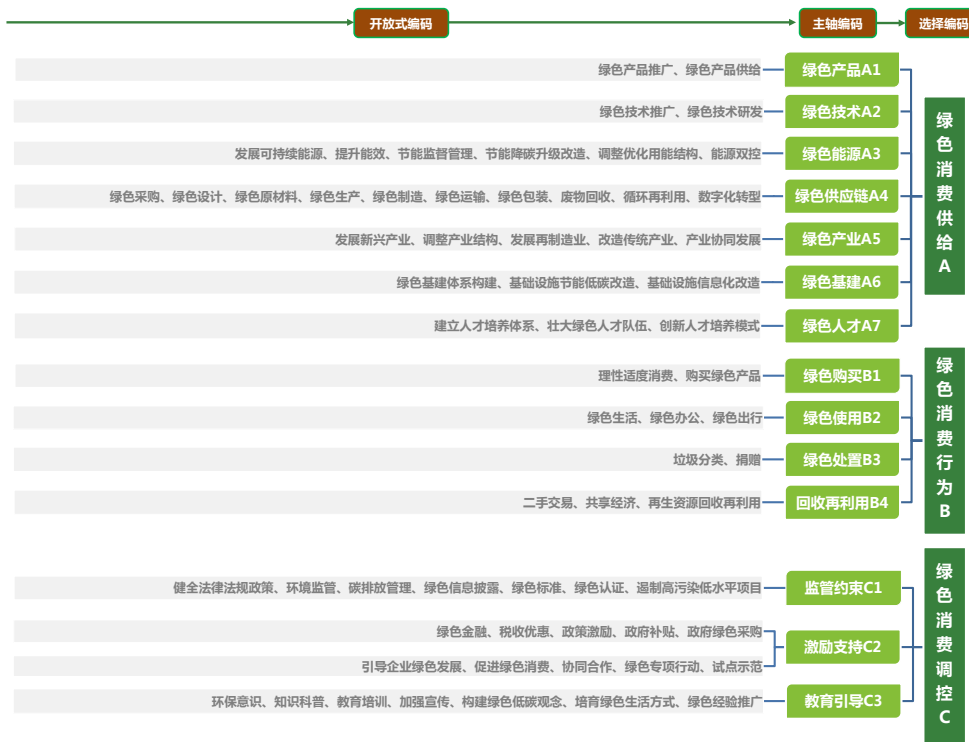 开放式编码
主轴编码
选择编码
绿色产品推广、绿色产品供给
绿色产品A1
绿色技术推广、绿色技术研发
绿色技术A2
发展可持续能源、提升能效、节能监督管理、节能降碳升级改造、调整优化用能结构、能源双控
绿色能源A3
绿色采购、绿色设计、绿色原材料、绿色生产、绿色制造、绿色运输、绿色包装、废物回收、循环再利用、数字化转型
绿色供应链A4
发展新兴产业、调整产业结构、发展再制造业、改造传统产业、产业协同发展
绿色产业A5
绿色基建体系构建、基础设施节能低碳改造、基础设施信息化改造
绿色基建A6
建立人才培养体系、壮大绿色人才队伍、创新人才培养模式
绿色人才A7
绿色消费供给A
理性适度消费、购买绿色产品
绿色购买B1
绿色生活、绿色办公、绿色出行
绿色使用B2
垃圾分类、捐赠
绿色处置B3
二手交易、共享经济、再生资源回收再利用
回收再利用B4
绿色消费行为B
健全法律法规政策、环境监管、碳排放管理、绿色信息披露、绿色标准、绿色认证、遏制高污染低水平项目
监管约束C1
绿色金融、税收优惠、政策激励、政府补贴、政府绿色采购
引导企业绿色发展、促进绿色消费、协同合作、绿色专项行动、试点示范
激励支持C2
环保意识、知识科普、教育培训、加强宣传、构建绿色低碳观念、培育绿色生活方式、绿色经验推广
教育引导C3
绿色消费调控C